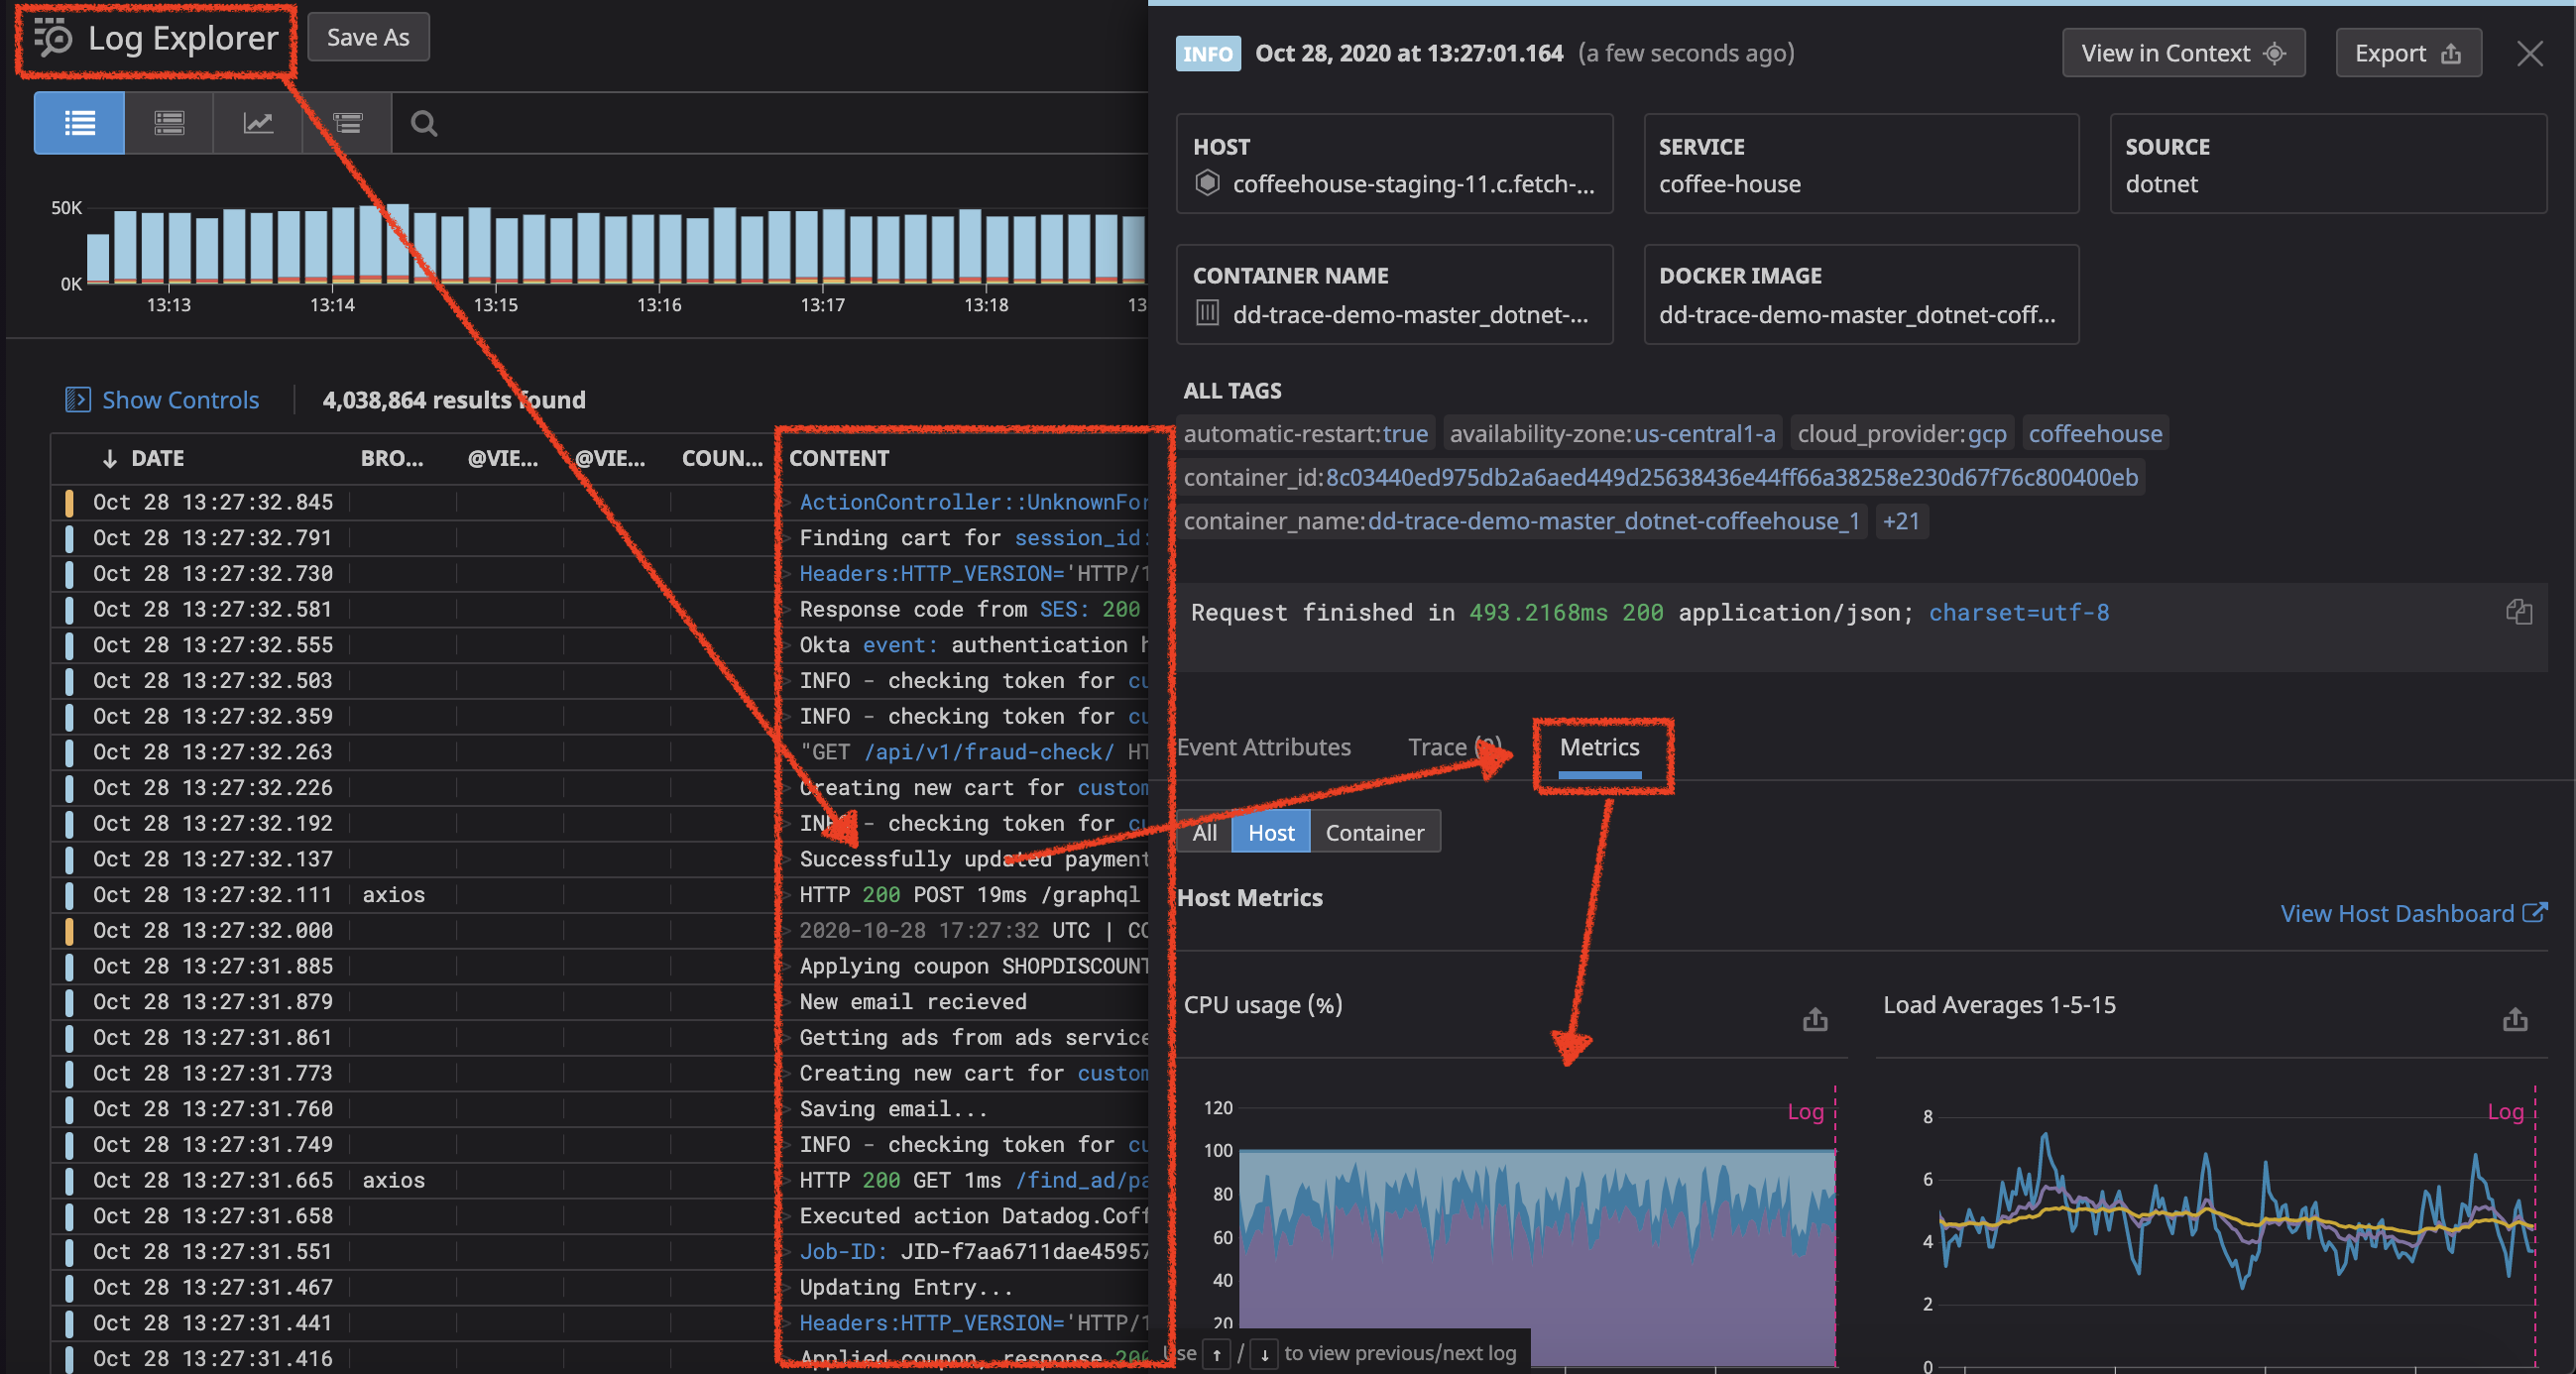 Log Explorer
Save As
50K
0K
13:13 13:14 13:15 13:16 13:17 13:18 13
Show Controls
4,038,864 results found
↓ DATE BRO... @VIE... @VIE... COUN... CONTENT
Oct 28 13:27:32.845 ActionController::UnknownFor
Oct 28 13:27:32.791 Finding cart for session_id:
Oct 28 13:27:32.730 Headers:HTTP_VERSION='HTTP/1
Oct 28 13:27:32.581 Response code from SES: 200
Oct 28 13:27:32.555 Okta event: authentication h
Oct 28 13:27:32.503 INFO - checking token for cu
Oct 28 13:27:32.359 INFO - checking token for cu
Oct 28 13:27:32.263 "GET /api/v1/fraud-check/ HT
Oct 28 13:27:32.226 Creating new cart for custom
Oct 28 13:27:32.192 INFO - checking token for cu
Oct 28 13:27:32.137 Successfully updated payment
Oct 28 13:27:32.111 axios HTTP 200 POST 19ms /graphql
Oct 28 13:27:32.000 2020-10-28 17:27:32 UTC | CO
Oct 28 13:27:31.885 Applying coupon SHOPDISCOUNT
Oct 28 13:27:31.879 New email recieved
Oct 28 13:27:31.861 Getting ads from ads service
Oct 28 13:27:31.773 Creating new cart for custom
Oct 28 13:27:31.760 Saving email...
Oct 28 13:27:31.749 INFO - checking token for cu
Oct 28 13:27:31.665 axios HTTP 200 GET 1ms /find_ad/pa
Oct 28 13:27:31.658 Executed action Datadog.Coff
Oct 28 13:27:31.551 Job-ID: JID-f7aa6711dae45957
Oct 28 13:27:31.467 Updating Entry...
Oct 28 13:27:31.441 Headers:HTTP_VERSION='HTTP/1
Oct 28 13:27:31.416 Applied coupon, response 200
INFO Oct 28, 2020 at 13:27:01.164 (a few seconds ago)
View in Context
Export
HOST
coffeehouse-staging-11.c.fetch-...
SERVICE
coffee-house
SOURCE
dotnet
CONTAINER NAME
dd-trace-demo-master_dotnet-...
DOCKER IMAGE
dd-trace-demo-master_dotnet-coff...
ALL TAGS
automatic-restart:true availability-zone:us-central1-a cloud_provider:gcp coffeehouse
container_id:8c03440ed975db2a6aed449d25638436e44ff66a38258e230d67f76c800400eb
container_name:dd-trace-demo-master_dotnet-coffeehouse_1 +21
Request finished in 493.2168ms 200 application/json; charset=utf-8
Event Attributes Trace Metrics
All Host Container
Host Metrics
View Host Dashboard
CPU usage (%)
120
100
80
60
40
20
Log
Load Averages 1-5-15
8
6
4
2
0
Log
Use ↑ / ↓ to view previous/next log